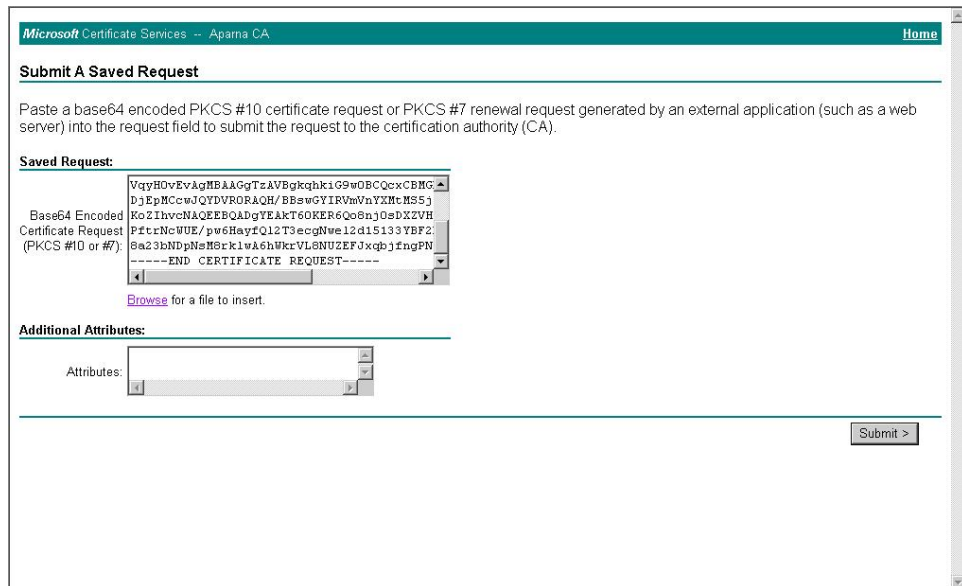 Microsoft Certificate Services -- Aparna CA Home
Submit A Saved Request
Paste a base64 encoded PKCS #10 certificate request or PKCS #7 renewal request generated by an external application (such as a web
server) into the request field to submit the request to the certification authority (CA).
Saved Request:
Base64 Encoded
Certificate Request
(PKCS #10 or #7):
VqyHOvEvAgMBAAGgTzAVBgkqhkiG9w0BCQcxCBMG
DjEpMCcwJQYDVR0RAQH/BBswGYIRVmVnYXMtMS5j
KoZIhvcNAQEEBQADgYEAkT6OKER6Qo8nj0sDXZVH
PftrNcWUE/pw6HayfQl2T3ecgNwel2d15133YBF2
8a23bNDpNsM8rklwA6hWkrVL8NUZEFJxqbjfngPN
-----END CERTIFICATE REQUEST-----
Browse for a file to insert.
Additional Attributes:
Attributes:
Submit >